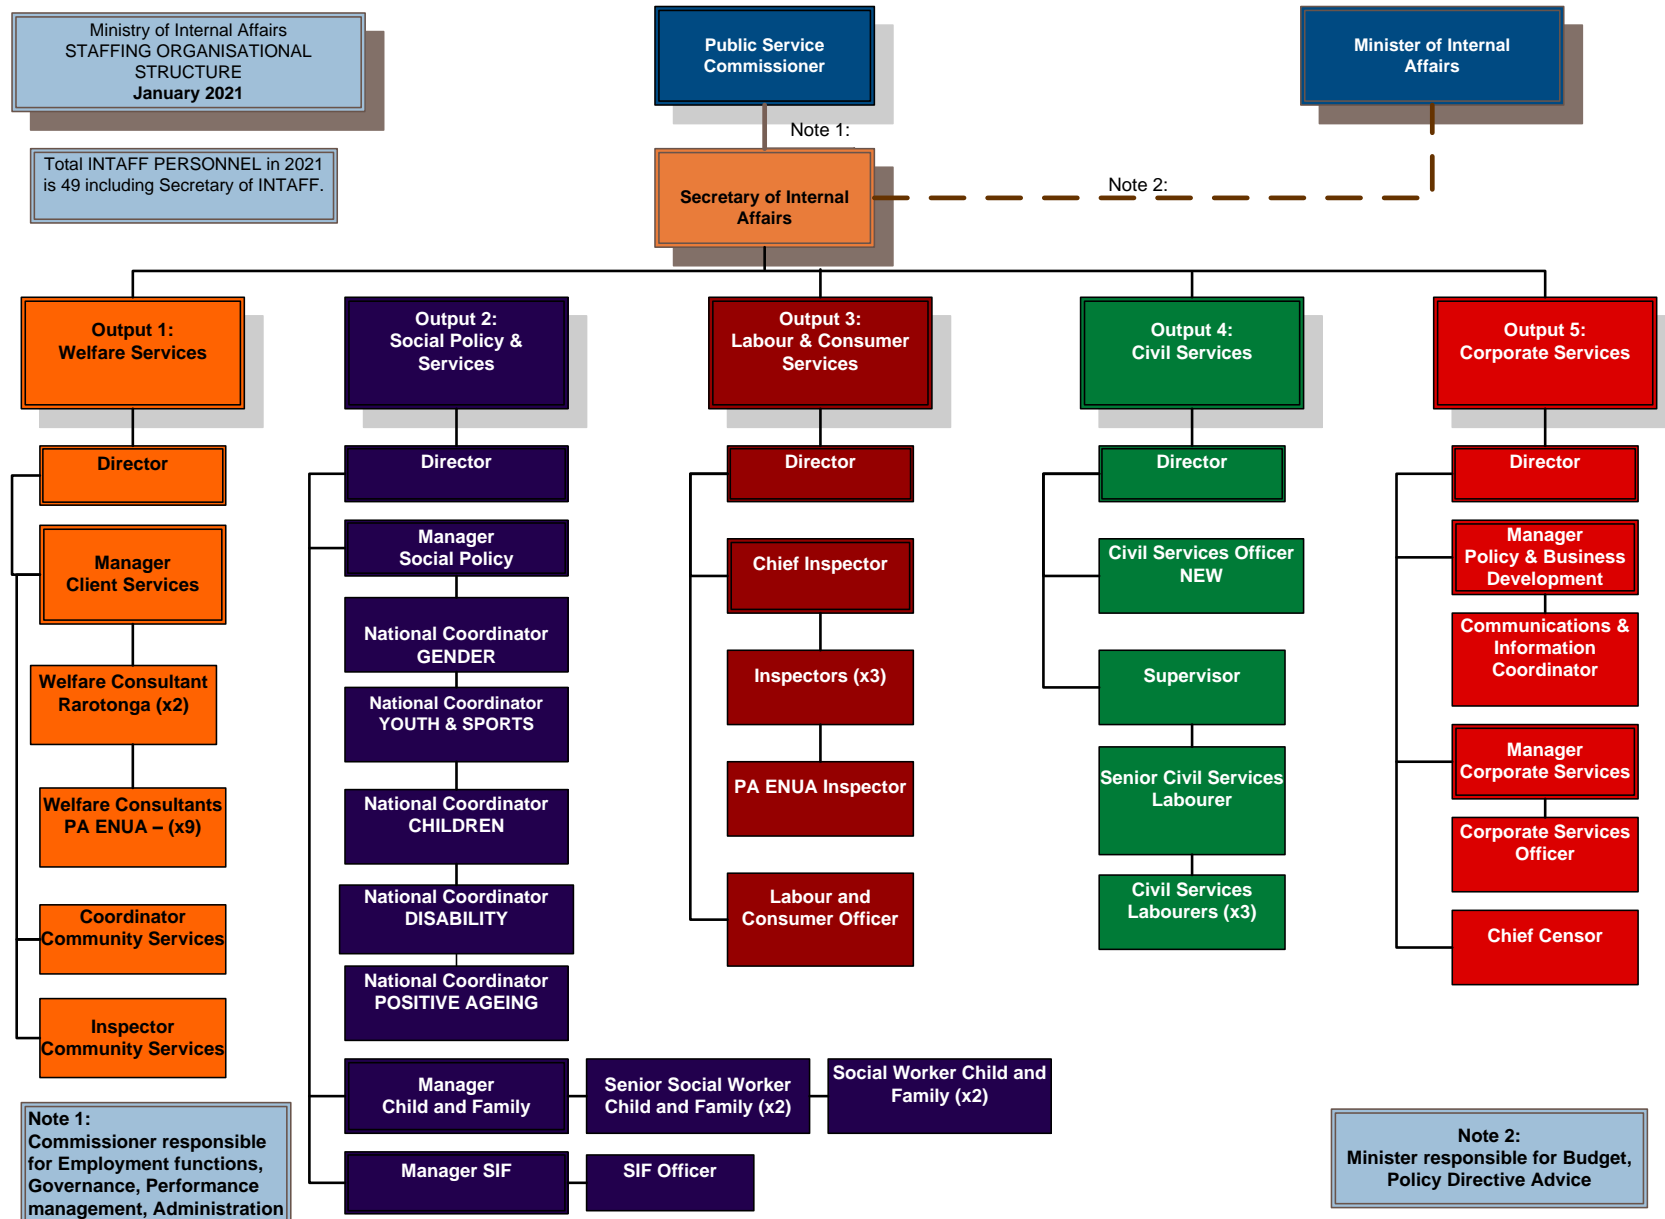 Ministry of Internal Affairs
STAFFING ORGANISATIONAL
STRUCTURE
January 2021
Total INTAFF PERSONNEL in 2021
is 49 including Secretary of INTAFF.
Public Service
Commissioner
Minister of Internal
Affairs
Note 1:
Secretary of Internal
Affairs
Note 2:
Output 1:
Welfare Services
Director
Manager
Client Services
Welfare Consultant
Rarotonga (x2)
Welfare Consultants
PA ENUA – (x9)
Coordinator
Community Services
Inspector
Community Services
Output 2:
Social Policy &
Services
Director
Manager
Social Policy
National Coordinator
GENDER
National Coordinator
YOUTH & SPORTS
National Coordinator
CHILDREN
National Coordinator
DISABILITY
National Coordinator
POSITIVE AGEING
Manager
Child and Family
Senior Social Worker
Child and Family (x2)
Social Worker Child and
Family (x2)
Manager SIF
SIF Officer
Output 3:
Labour & Consumer
Services
Director
Chief Inspector
Inspectors (x3)
PA ENUA Inspector
Labour and
Consumer Officer
Output 4:
Civil Services
Director
Civil Services Officer
NEW
Supervisor
Senior Civil Services
Labourer
Civil Services
Labourers (x3)
Output 5:
Corporate Services
Director
Manager
Policy & Business
Development
Communications &
Information
Coordinator
Manager
Corporate Services
Corporate Services
Officer
Chief Censor
Note 1:
Commissioner responsible
for Employment functions,
Governance, Performance
management, Administration
Note 2:
Minister responsible for Budget,
Policy Directive Advice